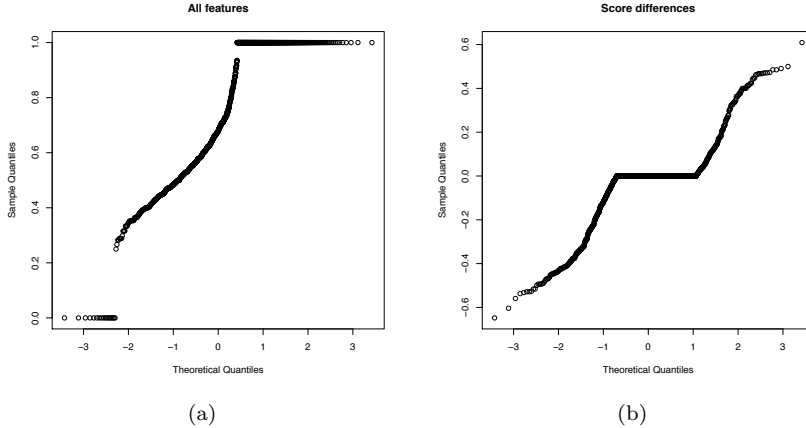 All features
Sample Quantiles
1.0
0.8
0.6
0.4
0.2
0.0
−3 −2 −1 0 1 2 3
Theoretical Quantiles
(a)
Score differences
Sample Quantiles
0.6
0.4
0.2
0.0
−0.2
−0.4
−0.6
−3 −2 −1 0 1 2 3
Theoretical Quantiles
(b)